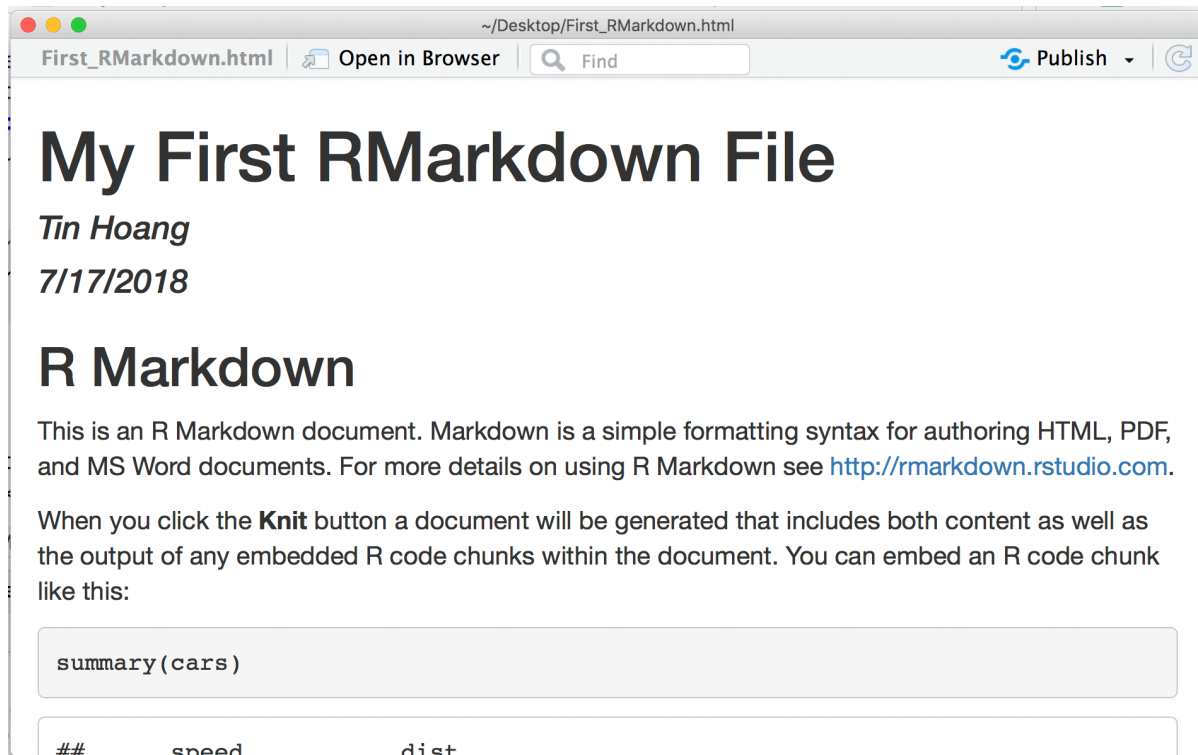 ~/Desktop/First_RMarkdown.html
First_RMarkdown.html Open in Browser Find Publish
My First RMarkdown File
Tin Hoang
7/17/2018
R Markdown
This is an R Markdown document. Markdown is a simple formatting syntax for authoring HTML, PDF,
and MS Word documents. For more details on using R Markdown see http://rmarkdown.rstudio.com.
When you click the Knit button a document will be generated that includes both content as well as
the output of any embedded R code chunks within the document. You can embed an R code chunk
like this:
summary(cars)
## speed dist